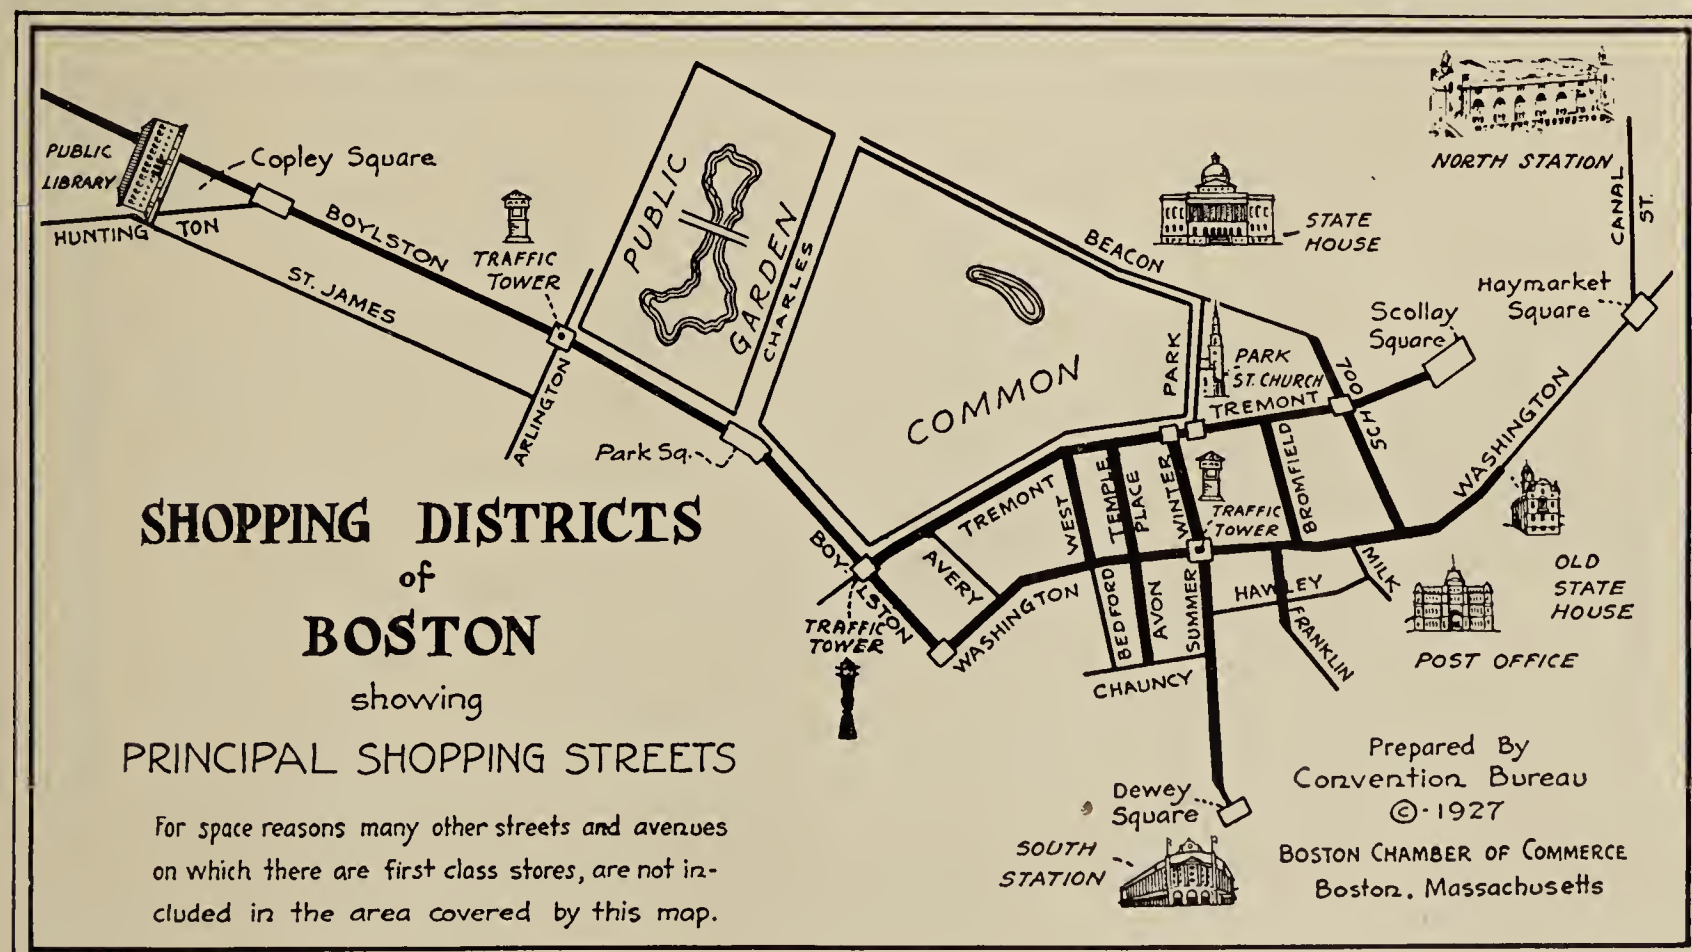 PUBLIC
LIBRARY
Copley Square
HUNTINGTON
BOYLSTON
ST. JAMES
TRAFFIC
TOWER
ARLINGTON
PUBLIC
GARDEN
CHARLES
Park Sq.
COMMON
BEACON
STATE
HOUSE
NORTH STATION
CANAL
ST.
Haymarket
Square
Scollay
Square
PARK
PARK
ST. CHURCH
TREMONT
SCHOOL
WASHINGTON
BOYLSTON
TRAFFIC
TOWER
AVERY
TREMONT
WEST
TEMPLE
PLACE
WINTER
TRAFFIC
TOWER
BROMFIELD
WASHINGTON
BEDFORD
AVON
SUMMER
HAWLEY
FRANKLIN
MILK
CHAUNCY
OLD
STATE
HOUSE
POST OFFICE
Dewey
Square
SOUTH
STATION
SHOPPING DISTRICTS
of
BOSTON
showing
PRINCIPAL SHOPPING STREETS
For space reasons many other streets and avenues
on which there are first class stores, are not in-
cluded in the area covered by this map.
Prepared By
Convention Bureau
©-1927
BOSTON CHAMBER OF COMMERCE
Boston. Massachusetts